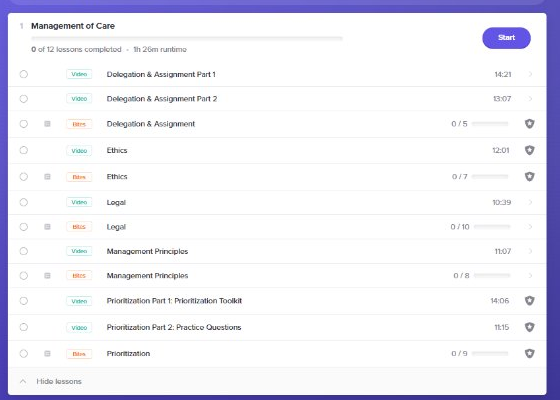 1 Management of Care
Start
0 of 12 lessons completed - 1h 26m runtime
Video Delegation & Assignment Part 1 14:21
Video Delegation & Assignment Part 2 13:07
Bites Delegation & Assignment 0 / 5
Video Ethics 12:01
Bites Ethics 0 / 7
Video Legal 10:39
Bites Legal 0 / 10
Video Management Principles 11:07
Bites Management Principles 0 / 8
Video Prioritization Part 1: Prioritization Toolkit 14:06
Video Prioritization Part 2: Practice Questions 11:15
Bites Prioritization 0 / 9
Hide lessons